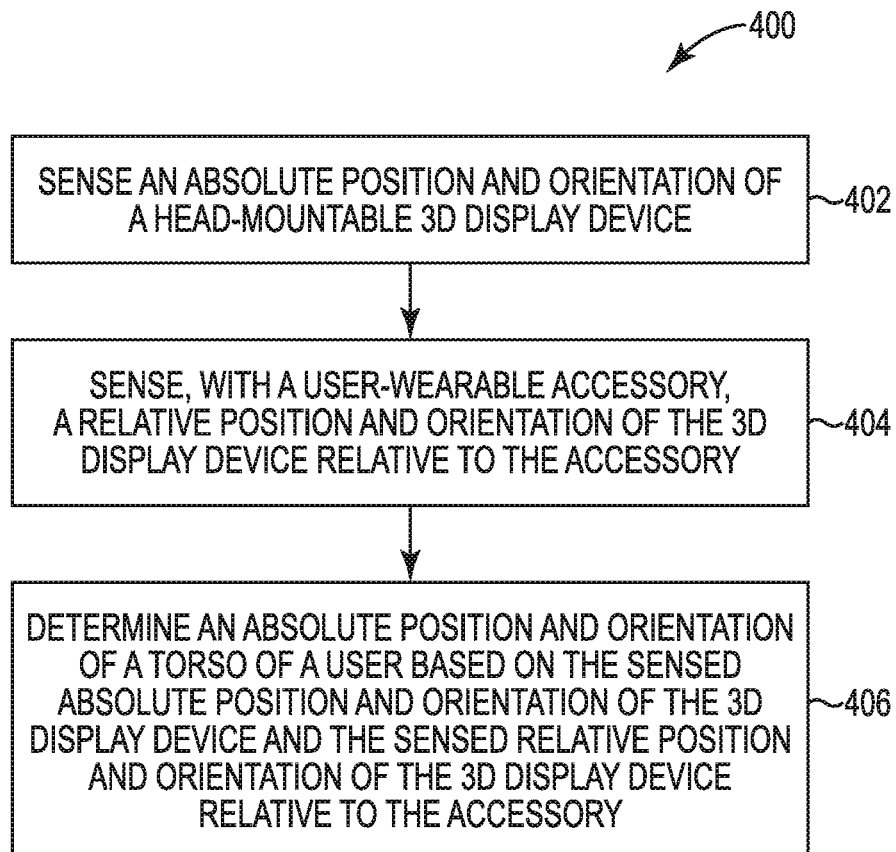 400
SENSE AN ABSOLUTE POSITION AND ORIENTATION OF
A HEAD-MOUNTABLE 3D DISPLAY DEVICE
402
SENSE, WITH A USER-WEARABLE ACCESSORY,
A RELATIVE POSITION AND ORIENTATION OF THE 3D
DISPLAY DEVICE RELATIVE TO THE ACCESSORY
404
DETERMINE AN ABSOLUTE POSITION AND ORIENTATION
OF A TORSO OF A USER BASED ON THE SENSED
ABSOLUTE POSITION AND ORIENTATION OF THE 3D
DISPLAY DEVICE AND THE SENSED RELATIVE POSITION
AND ORIENTATION OF THE 3D DISPLAY DEVICE
RELATIVE TO THE ACCESSORY
406